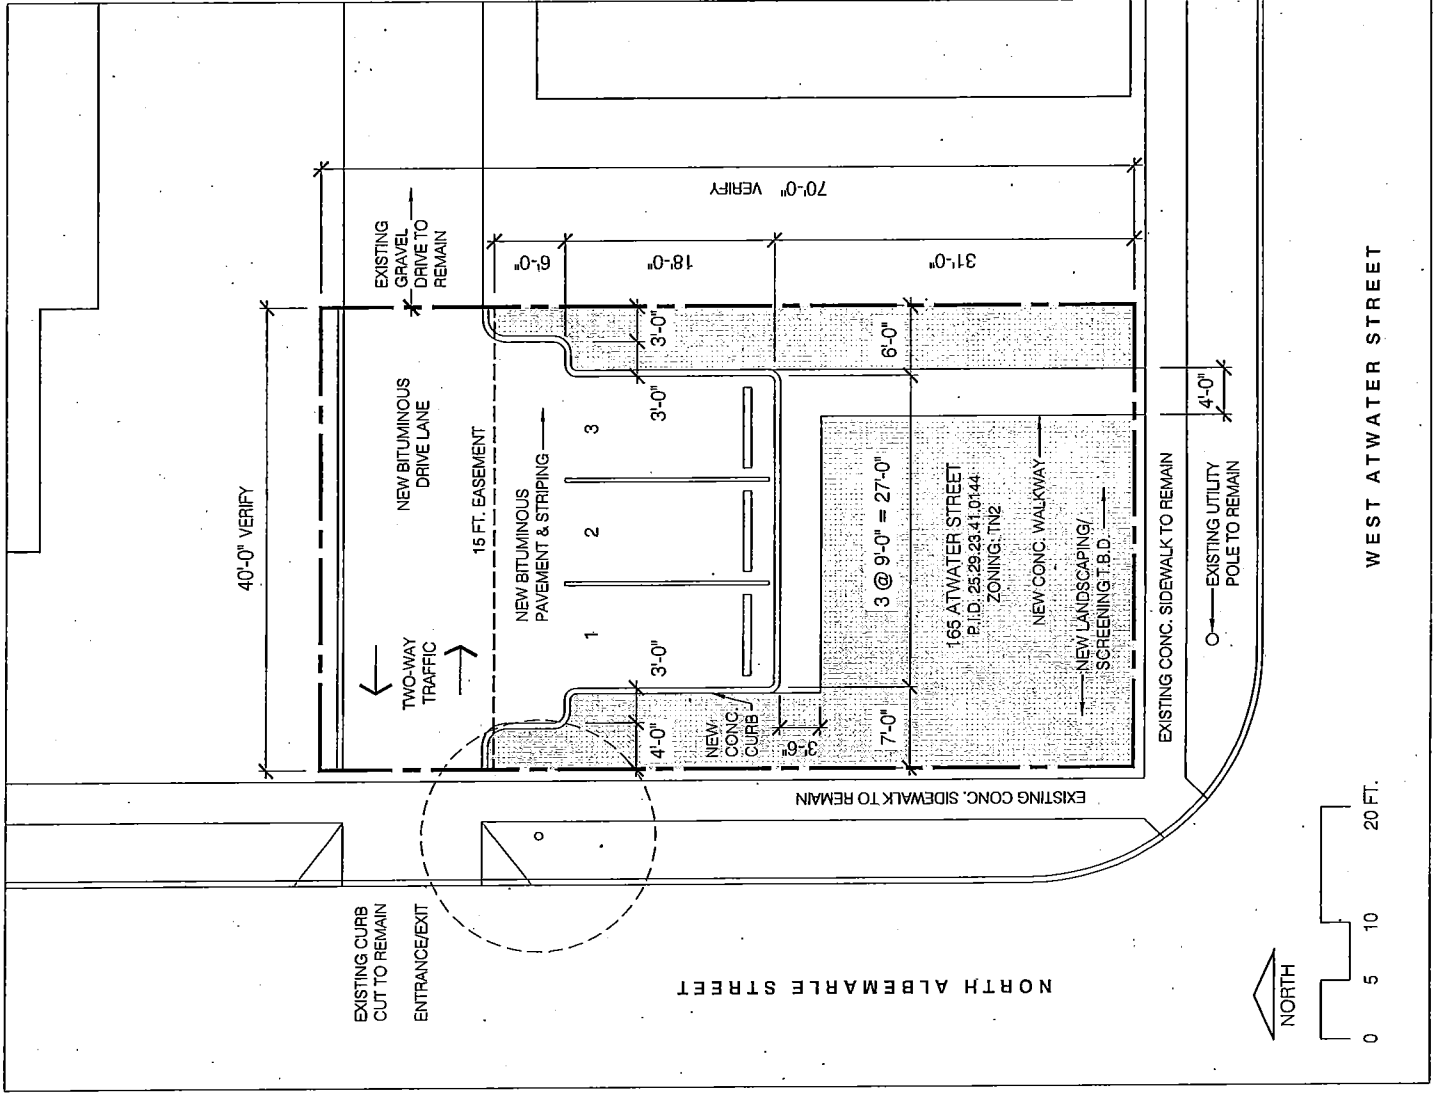 EXISTING CURB
CUT TO REMAIN
ENTRANCE/EXIT
40'-0" VERIFY
TWO-WAY
TRAFFIC
NEW BITUMINOUS
DRIVE LANE
EXISTING
GRAVEL
DRIVE TO
REMAIN
15 FT. EASEMENT
NEW BITUMINOUS
PAVEMENT & STRIPING
1
2
3
4'-0"
3'-0"
3'-0"
3'-0"
6'-0"
18'-0"
31'-0"
70'-0" VERIFY
NEW
CONC.
CURB
3'-6"
7'-0"
3 @ 9'-0" = 27'-0"
6'-0"
165 ATWATER STREET
P.I.D. 25.29.23.41.0144
ZONING: TN2
NEW CONC. WALKWAY
NEW LANDSCAPING/
SCREENING T.B.D.
EXISTING CONC. SIDEWALK TO REMAIN
EXISTING CONC. SIDEWALK TO REMAIN
4'-0"
EXISTING UTILITY
POLE TO REMAIN
NORTH ALBEMARLE STREET
WEST ATWATER STREET
NORTH
0 5 10 20 FT.